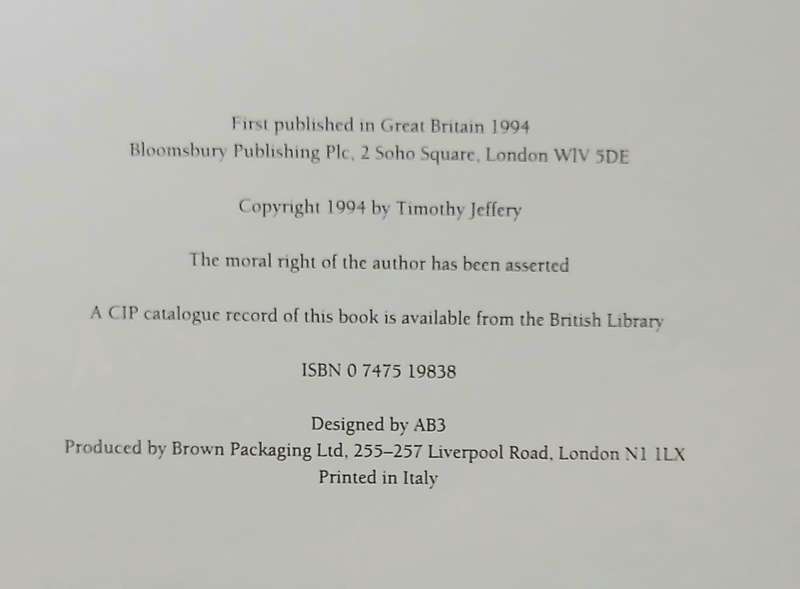 First published in Great Britain 1994
Bloomsbury Publishing Plc, 2 Soho Square, London W1V 5DE
Copyright 1994 by Timothy Jeffery
The moral right of the author has been asserted
A CIP catalogue record of this book is available from the British Library
ISBN 0 7475 19838
Designed by AB3
Produced by Brown Packaging Ltd, 255–257 Liverpool Road, London N1 1LX
Printed in Italy